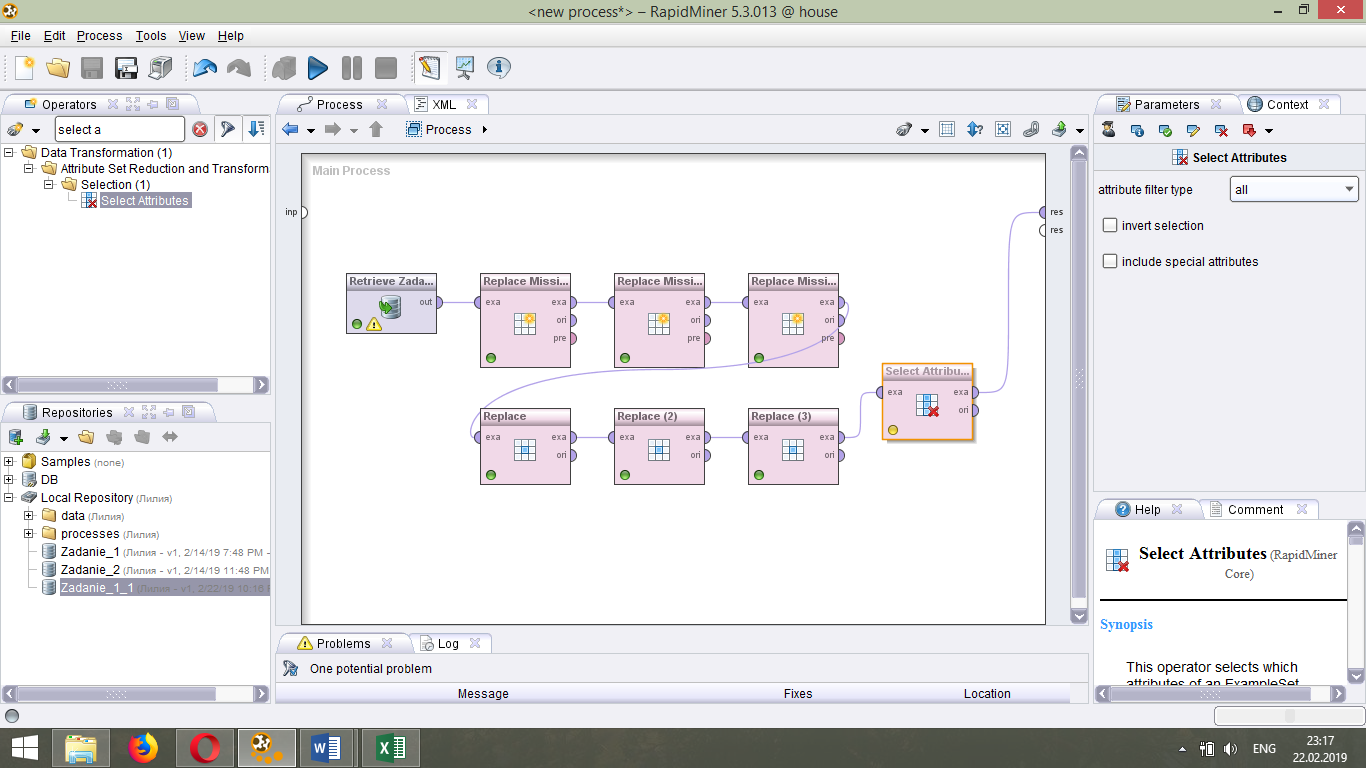 <new process*> – RapidMiner 5.3.013 @ house
File Edit Process Tools View Help
Operators
select a
Data Transformation (1)
Attribute Set Reduction and Transform
Selection (1)
Select Attributes
Repositories
Samples (none)
DB
Local Repository (Лилия)
data (Лилия)
processes (Лилия)
Zadanie_1 (Лилия – v1, 2/14/19 7:48 PM –
Zadanie_2 (Лилия – v1, 2/14/19 11:48 PM
Zadanie_1_1 (Лилия – v1, 2/22/19 10:16
Process XML
Process
Main Process
inp
res
res
Retrieve Zada...
out
Replace Missi...
exa exa
ori
pre
Replace Missi...
exa exa
ori
pre
Replace Missi...
exa exa
ori
pre
Select Attribu...
exa exa
ori
Replace
exa exa
ori
Replace (2)
exa exa
ori
Replace (3)
exa exa
ori
Problems Log
One potential problem
Message Fixes Location
Parameters Context
Select Attributes
attribute filter type all
invert selection
include special attributes
Help Comment
Select Attributes (RapidMiner
Core)
Synopsis
This operator selects which
attributes of an ExampleSet
ENG
23:17
22.02.2019